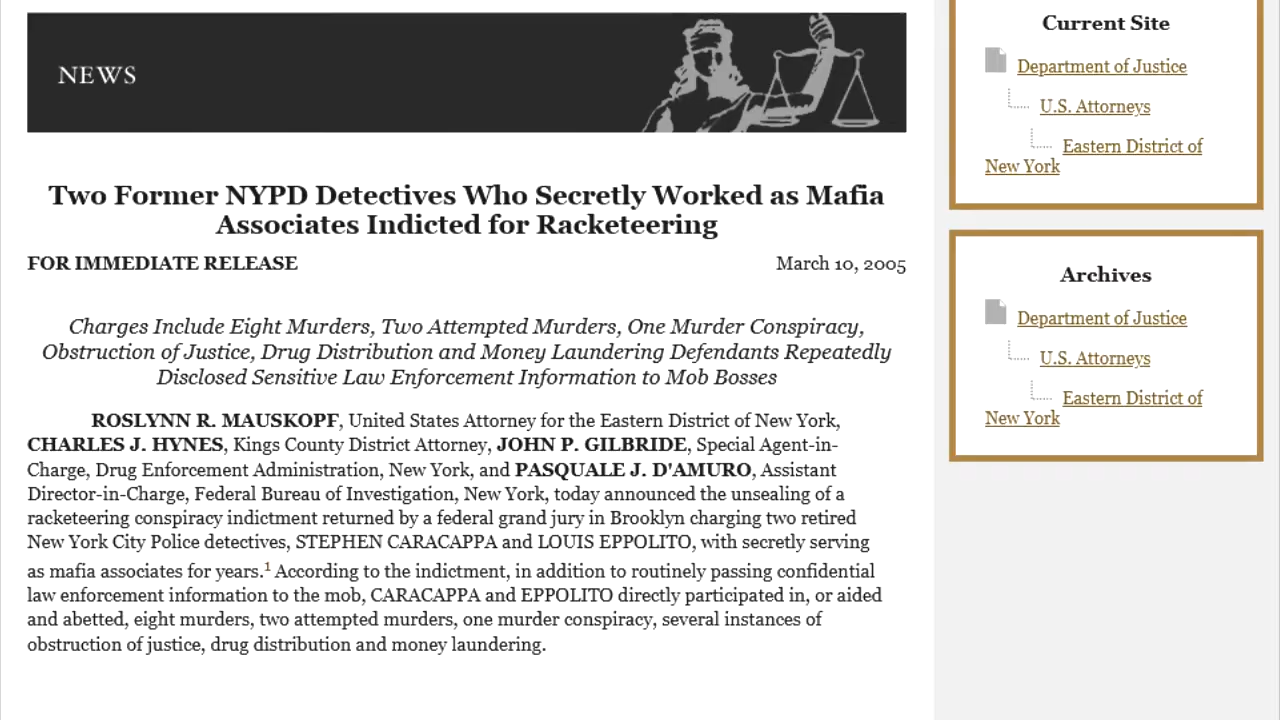 NEWS
Two Former NYPD Detectives Who Secretly Worked as Mafia
Associates Indicted for Racketeering
FOR IMMEDIATE RELEASE March 10, 2005
Charges Include Eight Murders, Two Attempted Murders, One Murder Conspiracy,
Obstruction of Justice, Drug Distribution and Money Laundering Defendants Repeatedly
Disclosed Sensitive Law Enforcement Information to Mob Bosses
ROSLYNN R. MAUSKOPF, United States Attorney for the Eastern District of New York,
CHARLES J. HYNES, Kings County District Attorney, JOHN P. GILBRIDE, Special Agent-in-
Charge, Drug Enforcement Administration, New York, and PASQUALE J. D'AMURO, Assistant
Director-in-Charge, Federal Bureau of Investigation, New York, today announced the unsealing of a
racketeering conspiracy indictment returned by a federal grand jury in Brooklyn charging two retired
New York City Police detectives, STEPHEN CARACAPPA and LOUIS EPPOLITO, with secretly serving
as mafia associates for years.1 According to the indictment, in addition to routinely passing confidential
law enforcement information to the mob, CARACAPPA and EPPOLITO directly participated in, or aided
and abetted, eight murders, two attempted murders, one murder conspiracy, several instances of
obstruction of justice, drug distribution and money laundering.
Current Site
Department of Justice
U.S. Attorneys
Eastern District of
New York
Archives
Department of Justice
U.S. Attorneys
Eastern District of
New York